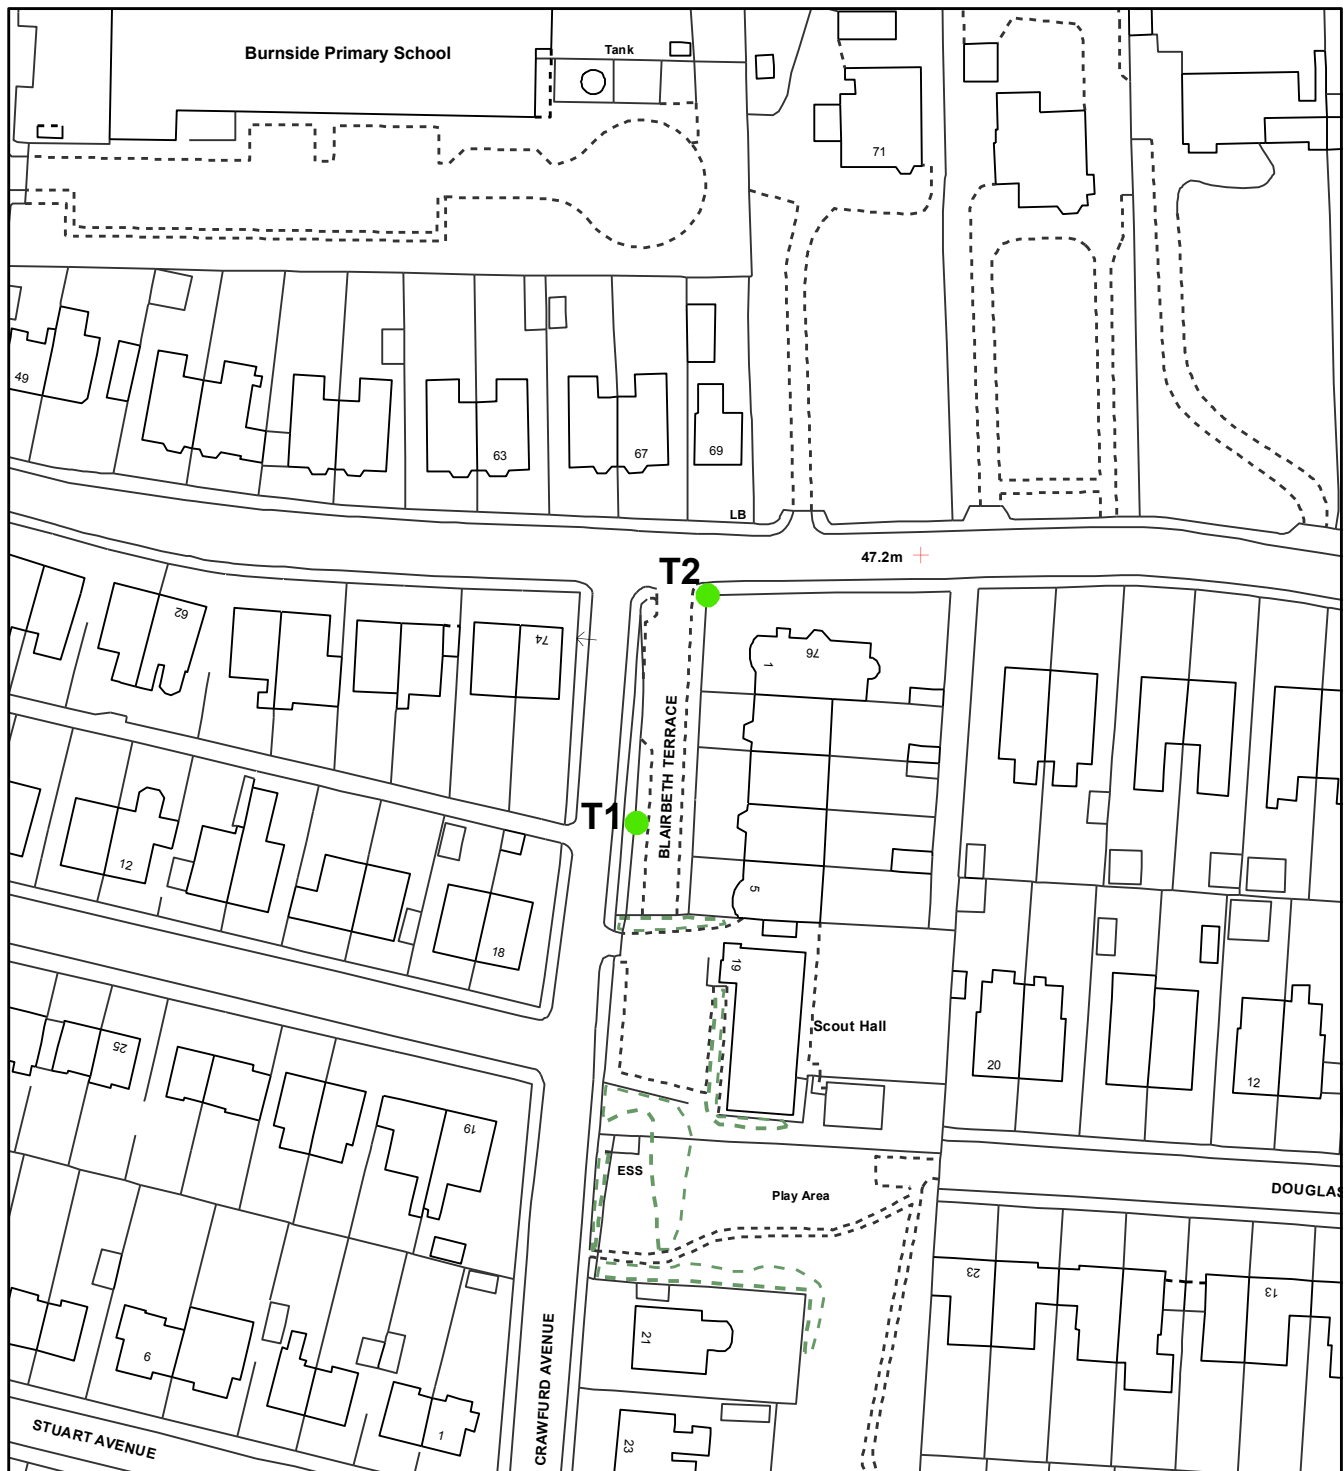 Burnside Primary School
Tank
71
49
63
67
69
LB
47.2m
T2
62
74
76
1
BLAIRBETH TERRACE
T1
12
5
18
19
Scout Hall
25
20
12
19
ESS
Play Area
DOUGLAS
23
13
21
6
CRAWFURD AVENUE
STUART AVENUE
1
23